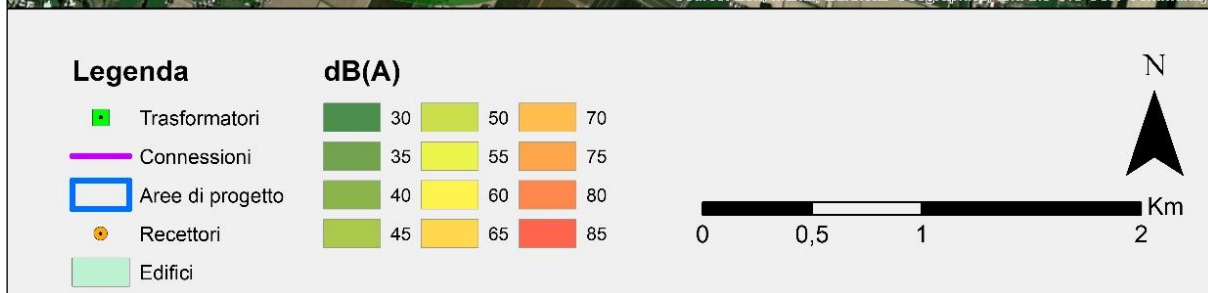 Legenda
Trasformatori
Connessioni
Aree di progetto
Recettori
Edifici
dB(A)
30 50 70
35 55 75
40 60 80
45 65 85
N
Km
0 0,5 1 2